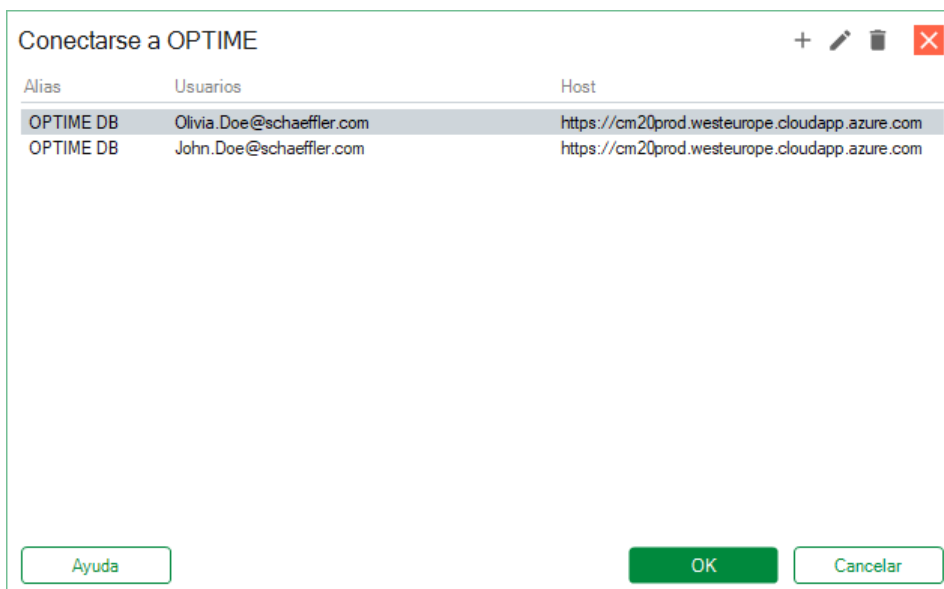 Conectarse a OPTIME
Alias Usuarios Host
OPTIME DB Olivia.Doe@schaeffler.com https://cm20prod.westeurope.cloudapp.azure.com
OPTIME DB John.Doe@schaeffler.com https://cm20prod.westeurope.cloudapp.azure.com
Ayuda OK Cancelar